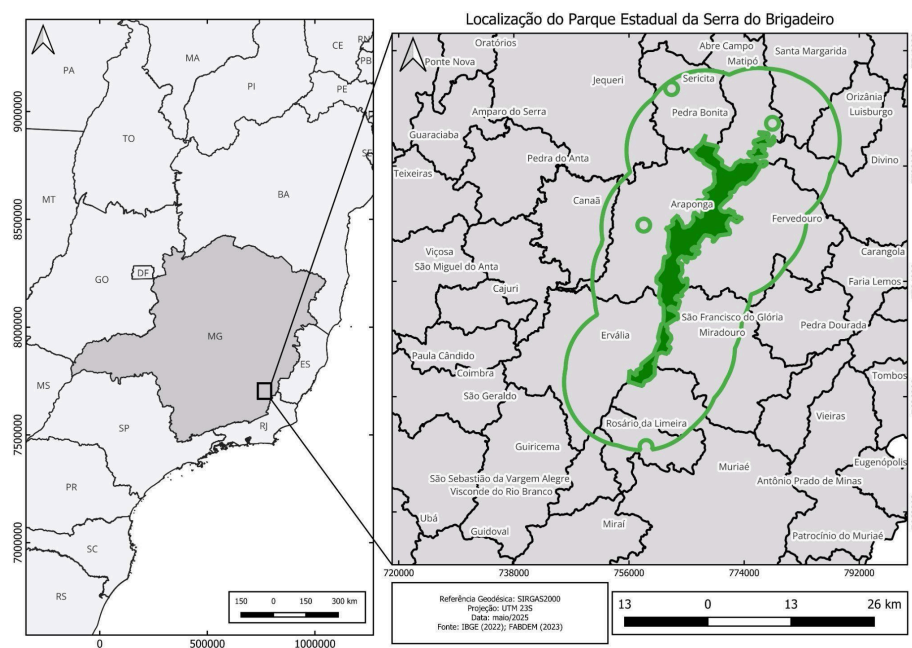 Localização do Parque Estadual da Serra do Brigadeiro
PA
MA
CE
RN
PB
PI
PE
TO
SE
MT
BA
GO
DF
MG
ES
MS
SP
RJ
PR
SC
RS
9000000
8500000
8000000
7500000
7000000
0
500000
1000000
150 0 150 300 km
Oratórios
Ponte Nova
Abre Campo
Matipó
Santa Margarida
Jequeri
Sericita
Orizânia
Luisburgo
Amparo do Serra
Pedra Bonita
Guaraciaba
Pedra do Anta
Divino
Teixeiras
Canaã
Araponga
Fervedouro
Viçosa
São Miguel do Anta
Carangola
Cajuri
Faria Lemos
São Francisco do Glória
Miradouro
Pedra Dourada
Ervália
Paula Cândido
Coimbra
Tombos
São Geraldo
Vieiras
Rosário da Limeira
Guiricema
Muriaé
Eugenópolis
São Sebastião da Vargem Alegre
Visconde do Rio Branco
Antônio Prado de Minas
Ubá
Guidoval
Miraí
Patrocínio do Muriaé
720000
738000
756000
774000
792000
Referência Geodésica: SIRGAS2000
Projeção: UTM 23S
Data: maio/2025
Fonte: IBGE (2022); FABDEM (2023)
13 0 13 26 km